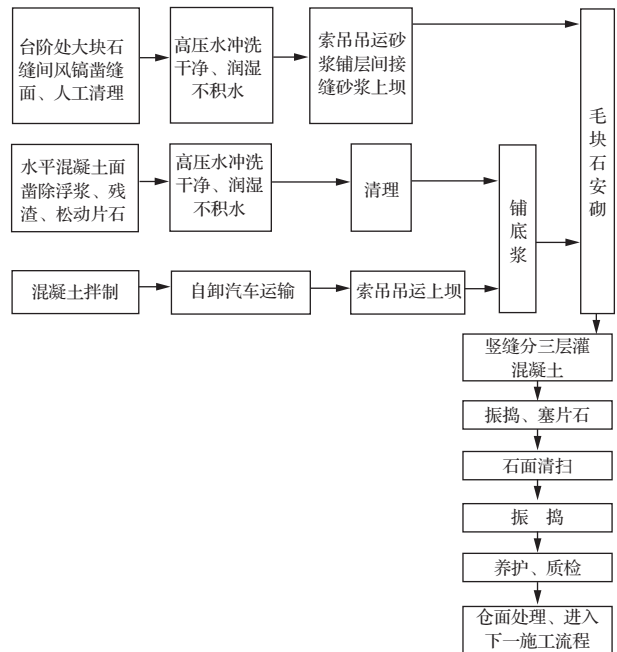 台阶处大块石
缝间风镐凿缝
面、人工清理
高压水冲洗
干净、润湿
不积水
索吊吊运砂
浆铺层间接
缝砂浆上坝
毛块石安砌
水平混凝土面
凿除浮浆、残
渣、松动片石
高压水冲洗
干净、润湿
不积水
清理
铺底浆
混凝土拌制
自卸汽车运输
索吊吊运上坝
竖缝分三层灌
混凝土
振捣、塞片石
石面清扫
振 捣
养护、质检
仓面处理、进入
下一施工流程